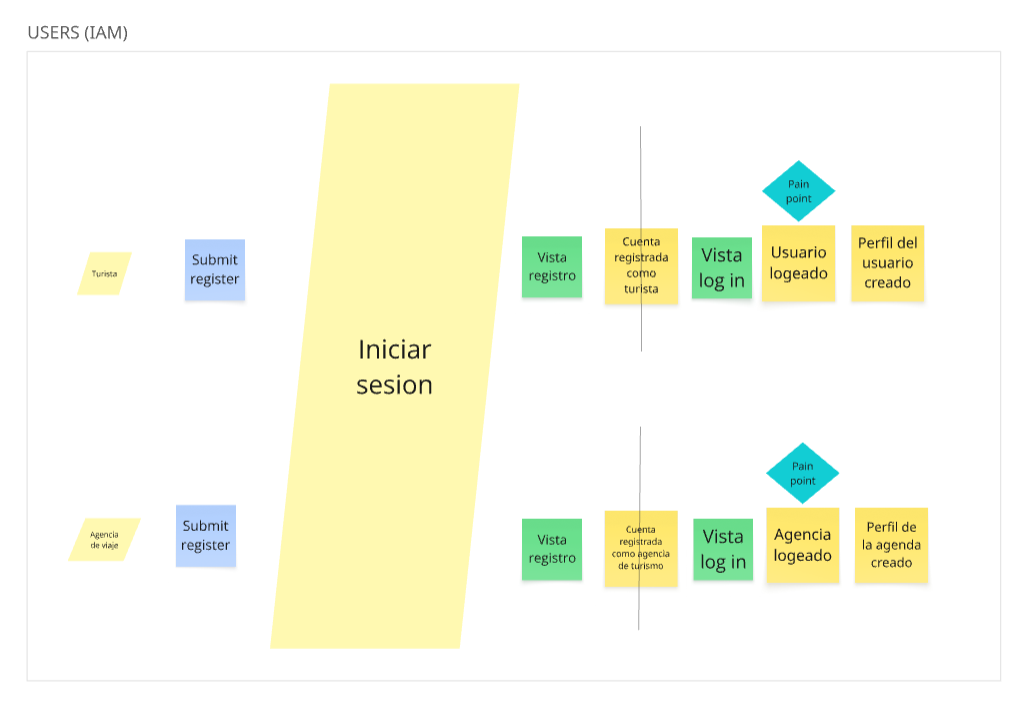 USERS (IAM)
Turista
Submit
register
Iniciar
sesion
Vista
registro
Cuenta
registrada
como
turista
Vista
log in
Pain
point
Usuario
logeado
Perfil del
usuario
creado
Agencia
de viaje
Submit
register
Vista
registro
Cuenta
registrada
como agencia
de turismo
Vista
log in
Pain
point
Agencia
logeado
Perfil de
la agenda
creado